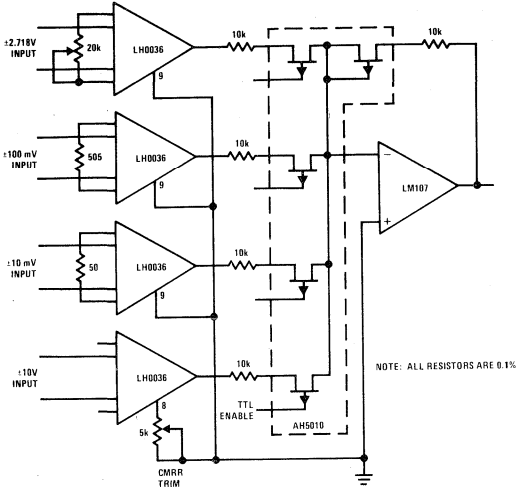 ±2.718V
INPUT
20k
LH0036
9
10k
10k
±100 mV
INPUT
505
LH0036
9
10k
−
LM107
+
±10 mV
INPUT
50
LH0036
9
10k
±10V
INPUT
LH0036
8
10k
5k
TTL
ENABLE
AH5010
CMRR
TRIM
NOTE: ALL RESISTORS ARE 0.1%